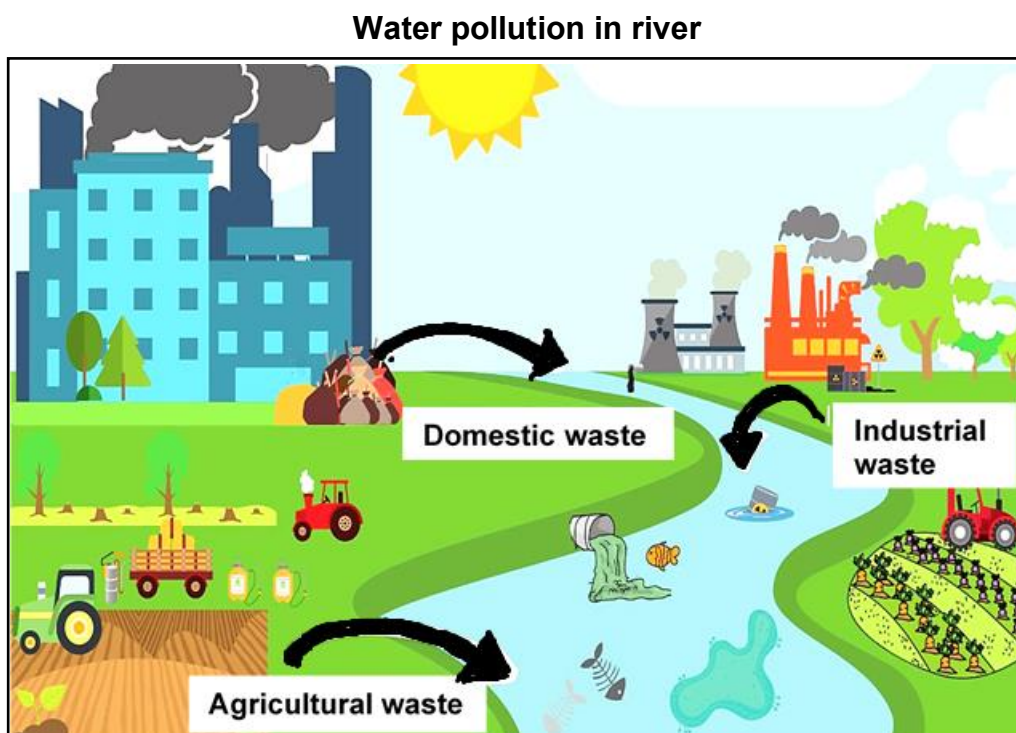 Water pollution in river
Domestic waste
Industrial
waste
Agricultural waste